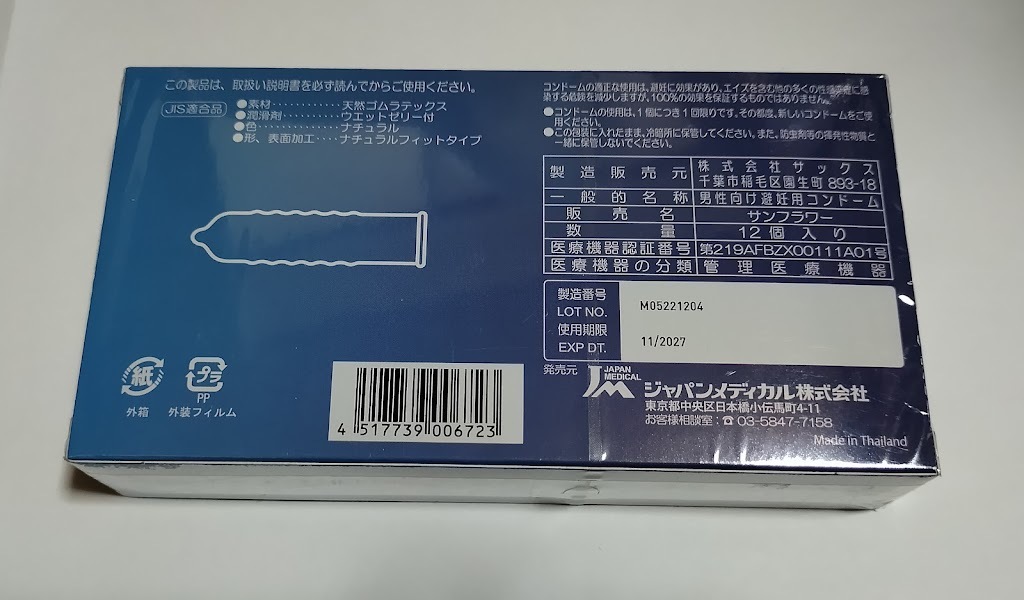 この製品は、取扱い説明書を必ず読んでからご使用ください。
JIS適合品
●素材‥‥‥‥‥‥天然ゴムラテックス
●潤滑剤‥‥‥‥‥ウエットゼリー付
●色‥‥‥‥‥‥‥ナチュラル
●形、表面加工‥‥ナチュラルフィットタイプ
コンドームの適正な使用は、避妊に効果があり、エイズを含む他の多くの性感染症に感
染する危険を減少しますが、100%の効果を保証するものではありません。
●コンドームの使用は、1個につき1回限りです。その都度、新しいコンドームをご使
用ください。
●この包装に入れたまま、冷暗所に保管してください。また、防虫剤等の揮発性物質と
一緒に保管しないでください。
製造販売元 株式会社サックス
千葉市稲毛区園生町 893-18
一般的名称 男性向け避妊用コンドーム
販売名 サンフラワー
数量 12個入り
医療機器認証番号 第219AFBZX00111A01号
医療機器の分類 管理医療機器
製造番号
LOT NO.
M05221204
使用期限
EXP DT.
11/2027
発売元
JM JAPAN
MEDICAL
ジャパンメディカル株式会社
東京都中央区日本橋小伝馬町4-11
お客様相談室:☎03-5847-7158
Made in Thailand
紙
外箱
プラ
PP
外装フィルム
4 517739 006723